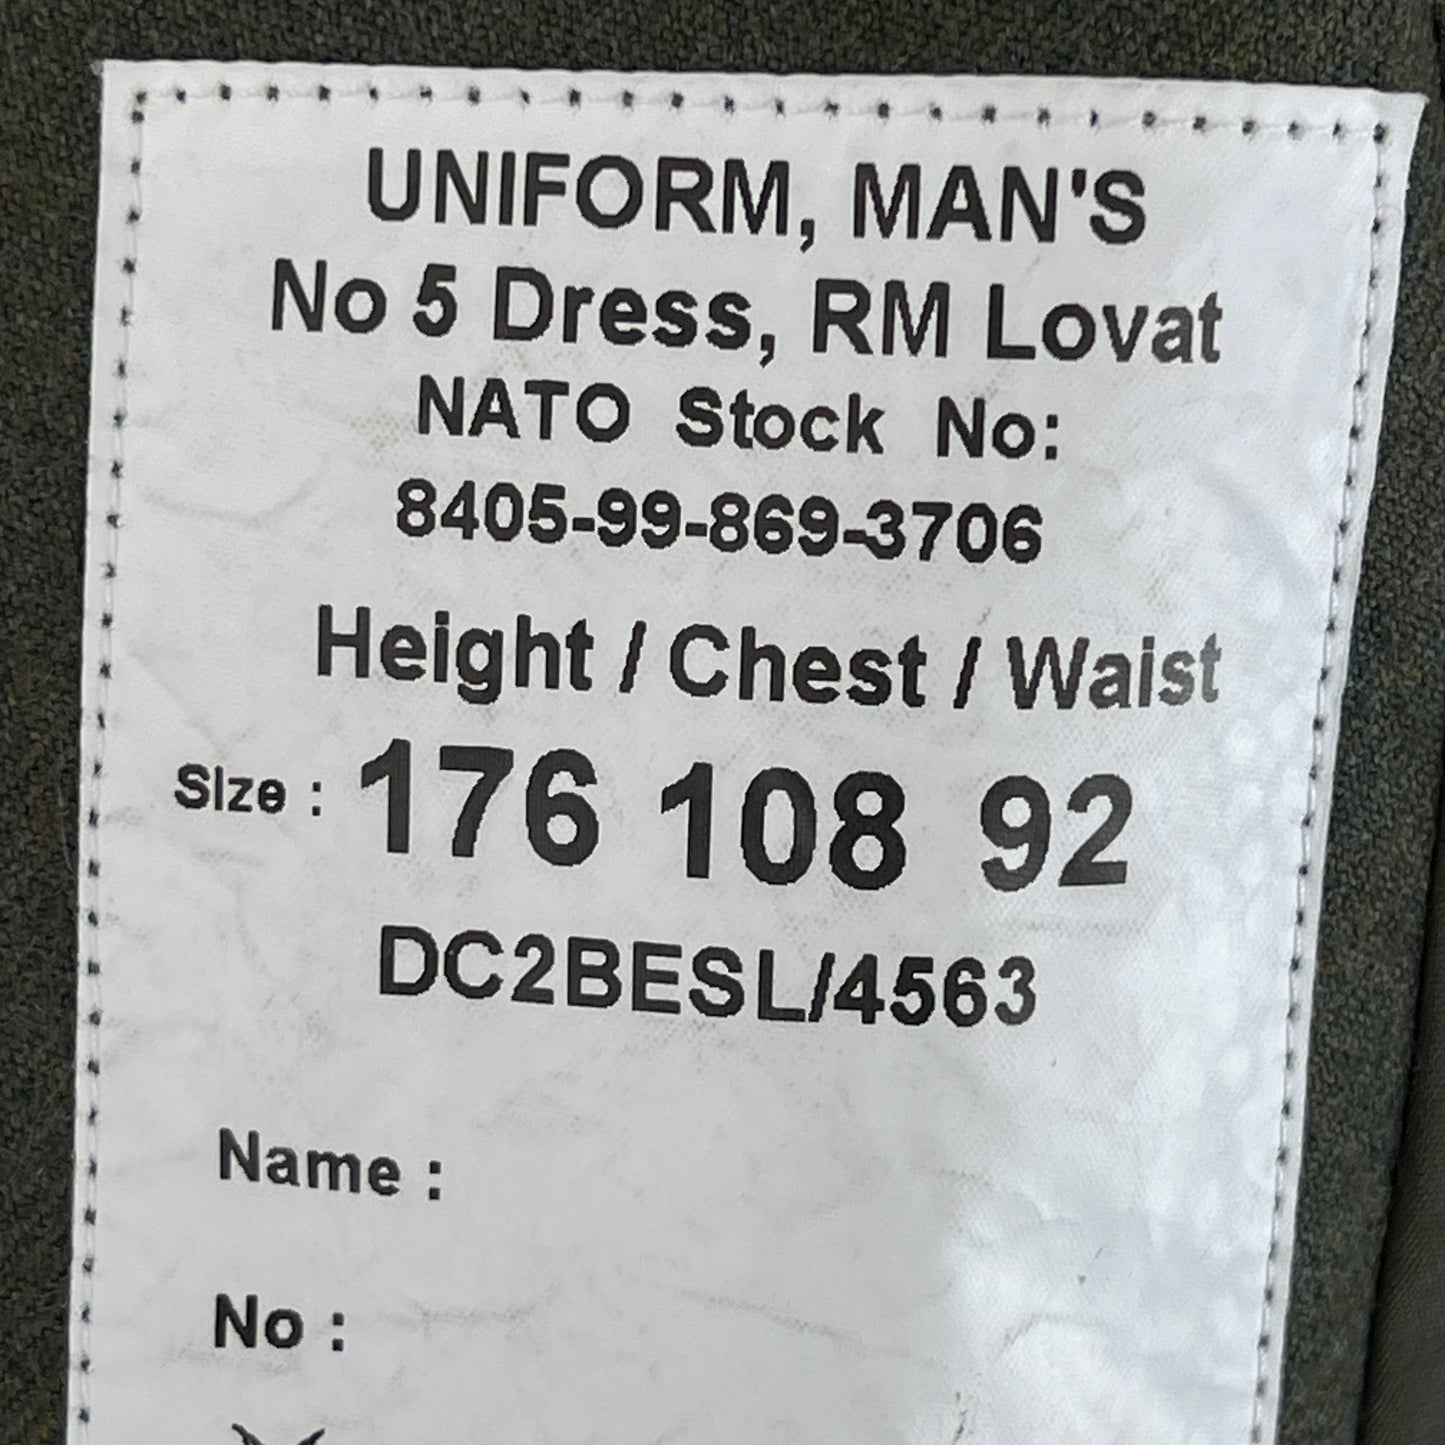 UNIFORM, MAN'S
No 5 Dress, RM Lovat
NATO Stock No:
8405-99-869-3706
Height / Chest / Waist
Size : 176 108 92
DC2BESL/4563
Name :
No :